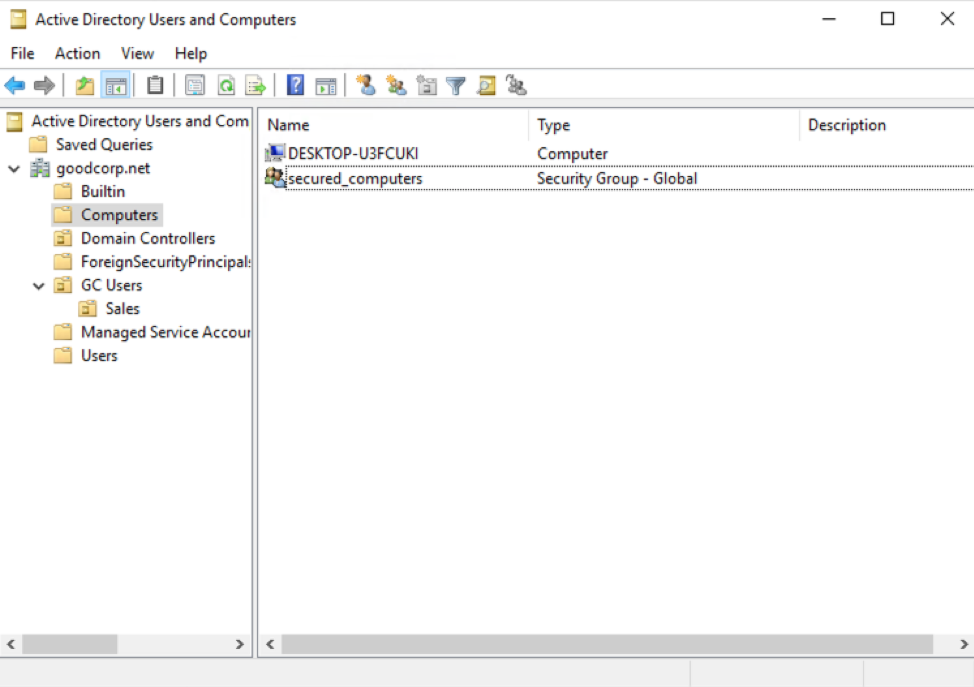 Active Directory Users and Computers
File Action View Help
Active Directory Users and Com
Saved Queries
goodcorp.net
Builtin
Computers
Domain Controllers
ForeignSecurityPrincipals
GC Users
Sales
Managed Service Accour
Users
Name Type Description
DESKTOP-U3FCUKI Computer
secured_computers Security Group - Global